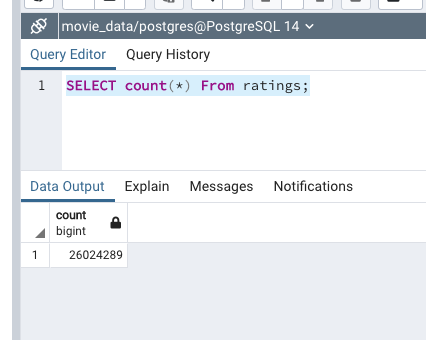 movie_data/postgres@PostgreSQL 14
Query Editor Query History
1 SELECT count(*) From ratings;
Data Output Explain Messages Notifications
count
bigint
1 26024289